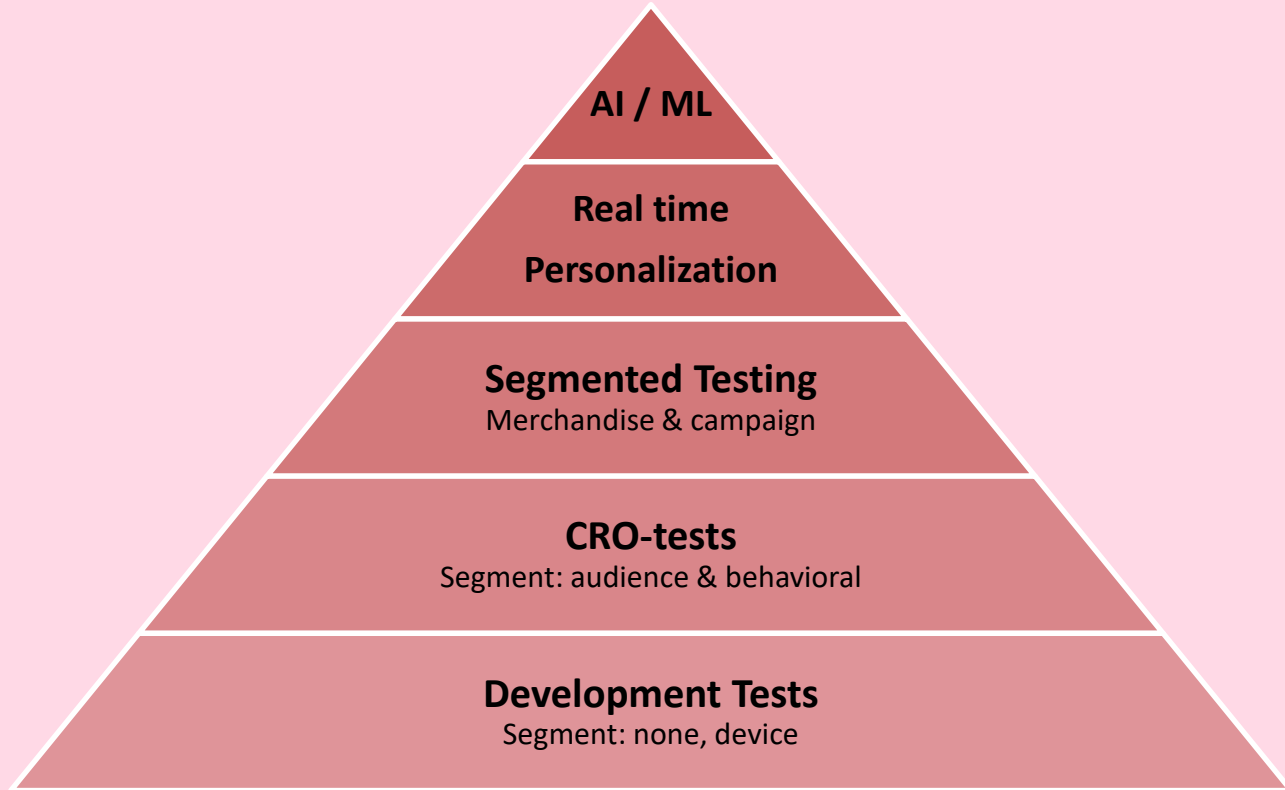 AI / ML
Real time
Personalization
Segmented Testing
Merchandise & campaign
CRO-tests
Segment: audience & behavioral
Development Tests
Segment: none, device